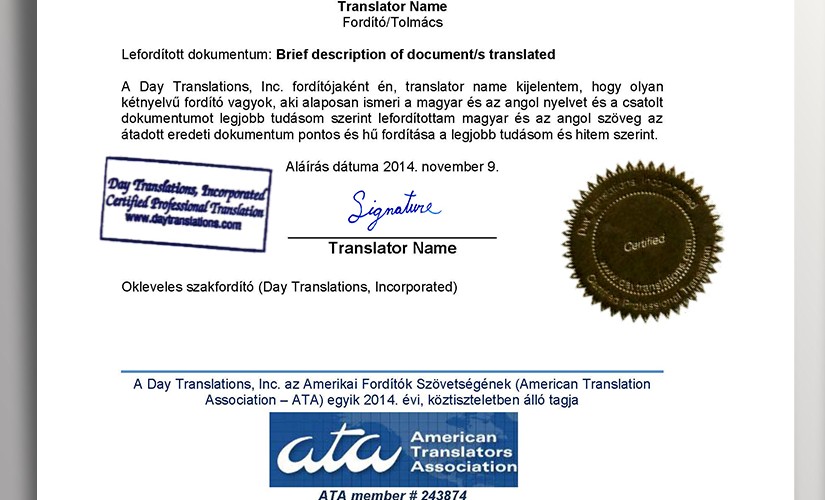 Translator Name
Fordító/Tolmács
Lefordított dokumentum: Brief description of document/s translated
A Day Translations, Inc. fordítójaként én, translator name kijelentem, hogy olyan
kétnyelvű fordító vagyok, aki alaposan ismeri a magyar és az angol nyelvet és a csatolt
dokumentumot legjobb tudásom szerint lefordítottam magyar és az angol szöveg az
átadott eredeti dokumentum pontos és hű fordítása a legjobb tudásom és hitem szerint.
Aláírás dátuma 2014. november 9.
Day Translations, Incorporated
Certified Professional Translation
www.daytranslations.com
Signature
Translator Name
Day Translations Incorporated
Certified
www.daytranslations.com
Certified Professional Translation
Okleveles szakfordító (Day Translations, Incorporated)
A Day Translations, Inc. az Amerikai Fordítók Szövetségének (American Translation
Association – ATA) egyik 2014. évi, köztiszteletben álló tagja
ata American
Translators
Association
ATA member # 243874